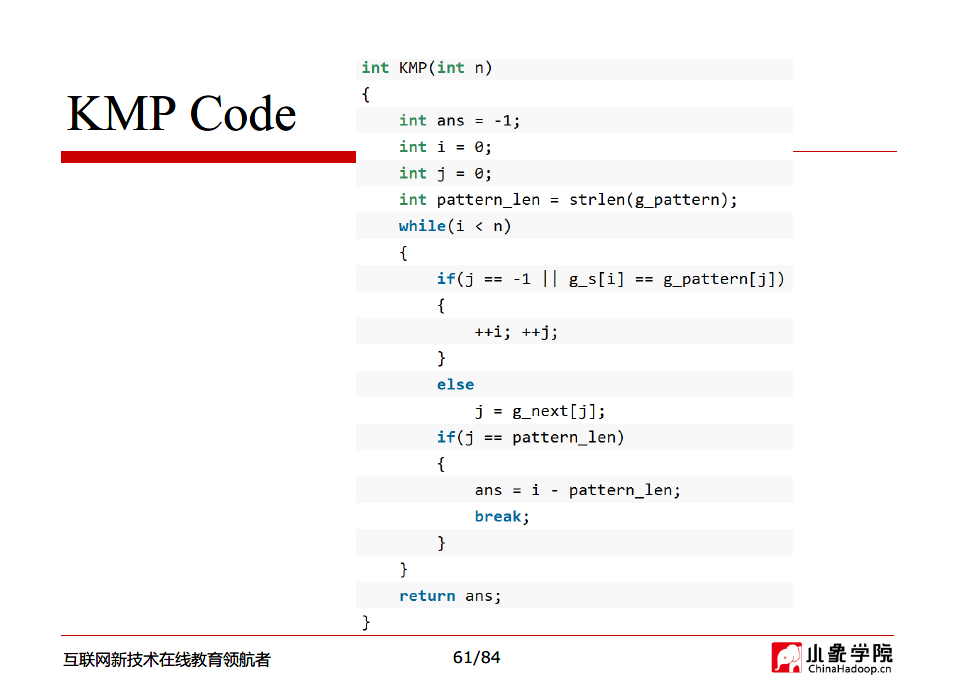 KMP Code
int KMP(int n)
{
    int ans = -1;
    int i = 0;
    int j = 0;
    int pattern_len = strlen(g_pattern);
    while(i < n)
    {
        if(j == -1 || g_s[i] == g_pattern[j])
        {
            ++i; ++j;
        }
        else
            j = g_next[j];
        if(j == pattern_len)
        {
            ans = i - pattern_len;
            break;
        }
    }
    return ans;
}
互联网新技术在线教育领航者
61/84
小象学院
ChinaHadoop.cn